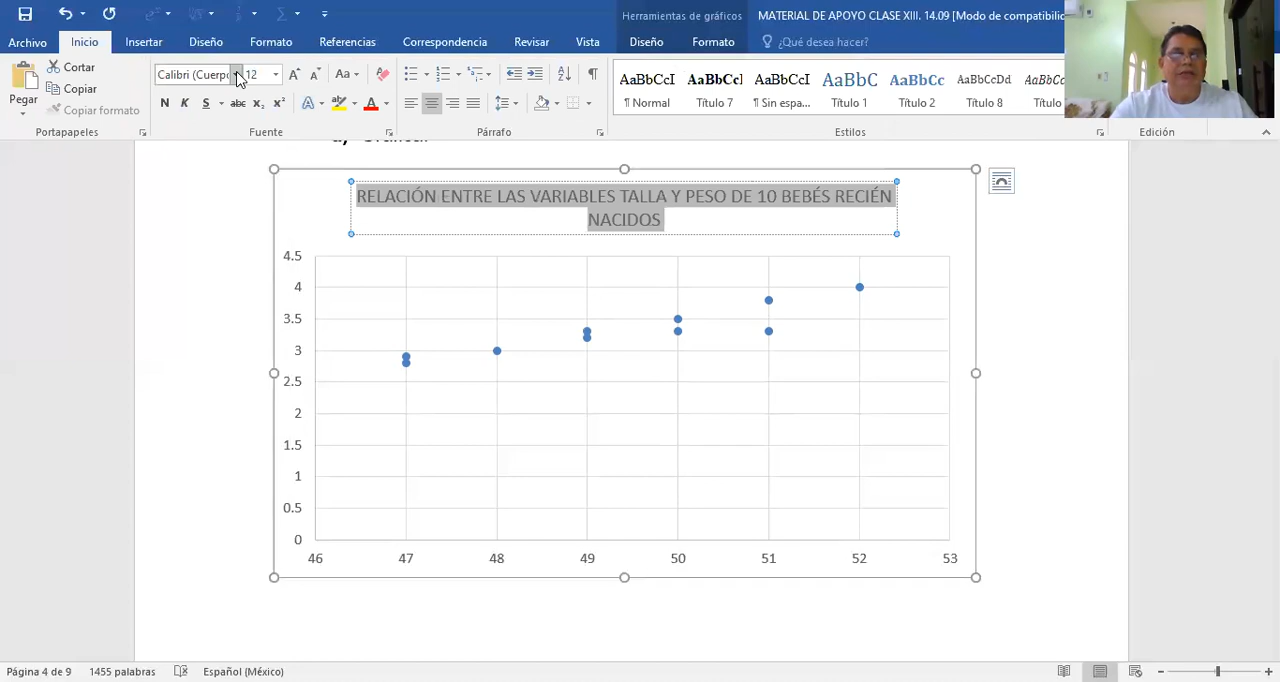 Herramientas de gráficos
MATERIAL DE APOYO CLASE XIII. 14.09 [Modo de compatibilic
Archivo
Inicio
Insertar
Diseño
Formato
Referencias
Correspondencia
Revisar
Vista
Diseño
Formato
¿Qué desea hacer?
Pegar
Cortar
Copiar
Copiar formato
Portapapeles
Calibri (Cuerpo
12
Aa
N K S abc x₂ x²
Fuente
Párrafo
AaBbCcI
¶ Normal
AaBbCcI
Título 7
AaBbCcI
¶ Sin espa...
AaBbC
Título 1
AaBbCc
Título 2
AaBbCcDd
Título 8
AaBbCc
Título
Estilos
Edición
RELACIÓN ENTRE LAS VARIABLES TALLA Y PESO DE 10 BEBÉS RECIÉN
NACIDOS
4.5
4
3.5
3
2.5
2
1.5
1
0.5
0
46 47 48 49 50 51 52 53
Página 4 de 9
1455 palabras
Español (México)